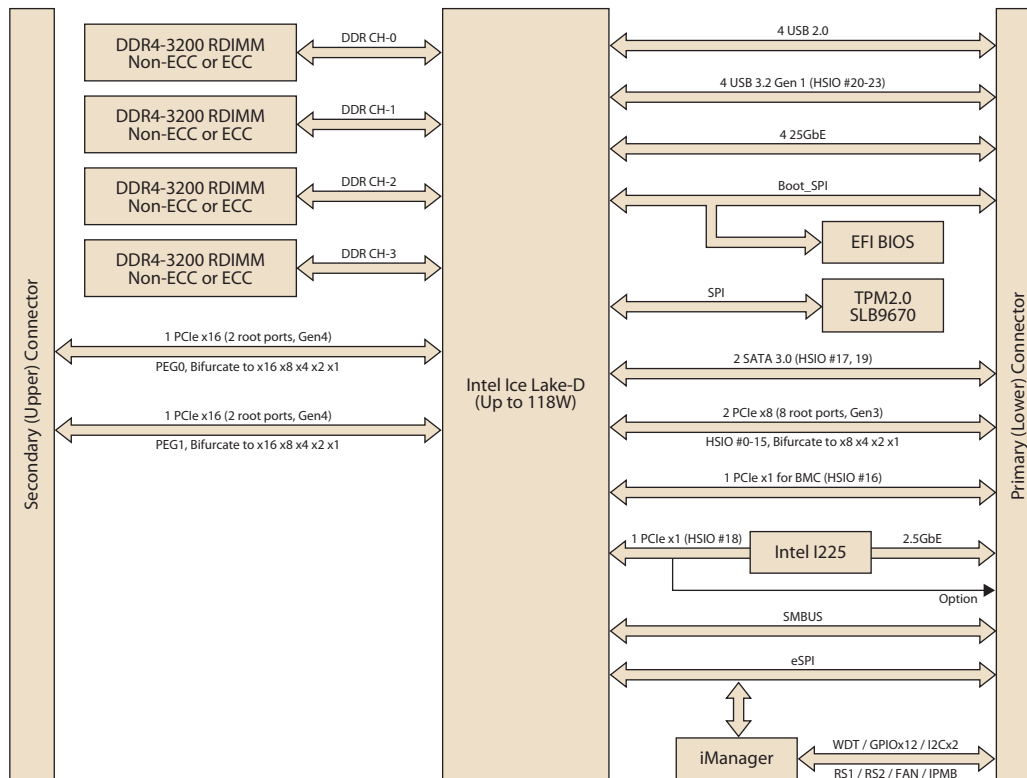 Secondary (Upper) Connector
DDR4-3200 RDIMM
Non-ECC or ECC
DDR CH-0
DDR4-3200 RDIMM
Non-ECC or ECC
DDR CH-1
DDR4-3200 RDIMM
Non-ECC or ECC
DDR CH-2
DDR4-3200 RDIMM
Non-ECC or ECC
DDR CH-3
1 PCIe x16 (2 root ports, Gen4)
PEG0, Bifurcate to x16 x8 x4 x2 x1
1 PCIe x16 (2 root ports, Gen4)
PEG1, Bifurcate to x16 x8 x4 x2 x1
Intel Ice Lake-D
(Up to 118W)
4 USB 2.0
4 USB 3.2 Gen 1 (HSIO #20-23)
4 25GbE
Boot_SPI
EFI BIOS
SPI
TPM2.0
SLB9670
2 SATA 3.0 (HSIO #17, 19)
2 PCIe x8 (8 root ports, Gen3)
HSIO #0-15, Bifurcate to x8 x4 x2 x1
1 PCIe x1 for BMC (HSIO #16)
1 PCIe x1 (HSIO #18)
Intel I225
2.5GbE
Option
SMBUS
eSPI
iManager
WDT / GPIOx12 / I2Cx2
RS1 / RS2 / FAN / IPMB
Primary (Lower) Connector